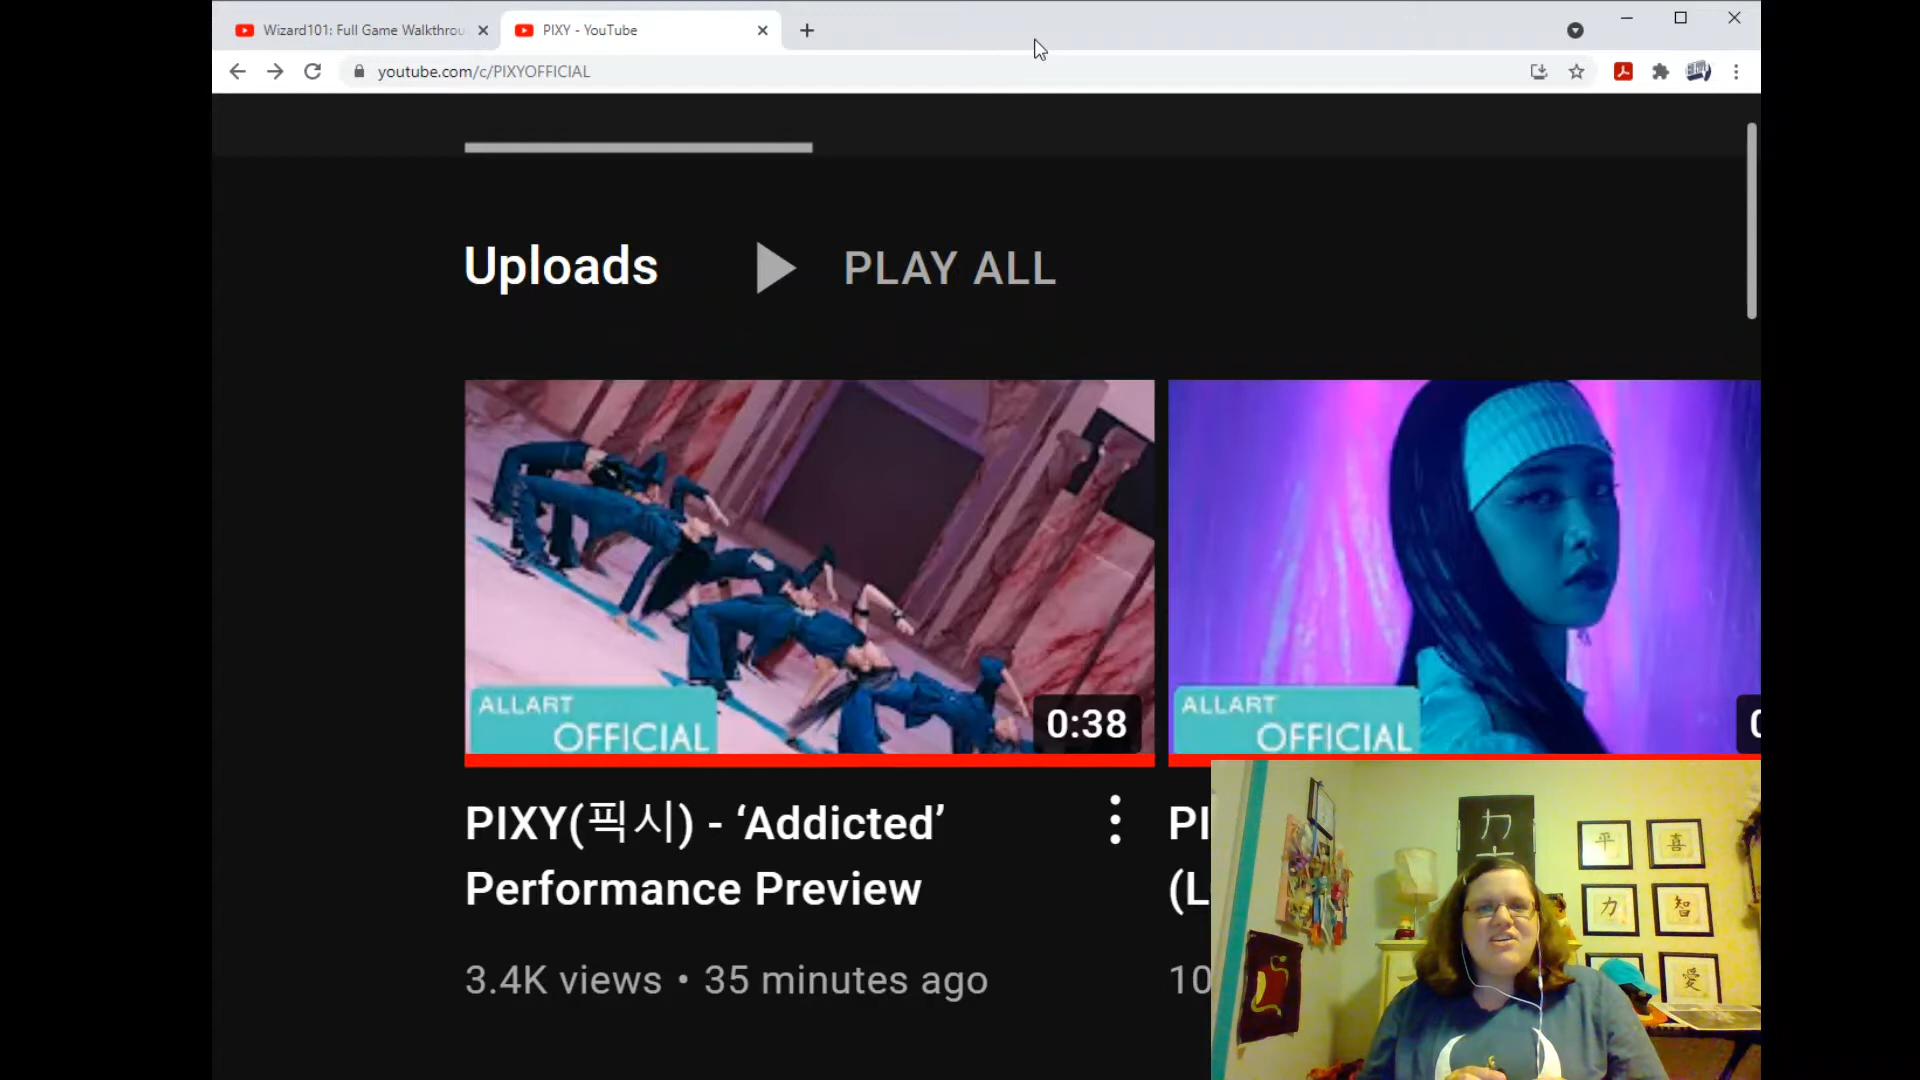 Wizard101: Full Game Walkthrou
PIXY - YouTube
youtube.com/c/PIXYOFFICIAL
Uploads
PLAY ALL
ALLART
OFFICIAL
0:38
ALLART
OFFICIAL
PIXY(픽시) - ‘Addicted’
Performance Preview
3.4K views • 35 minutes ago
PI
(L
10
力
平
喜
力
智
愛